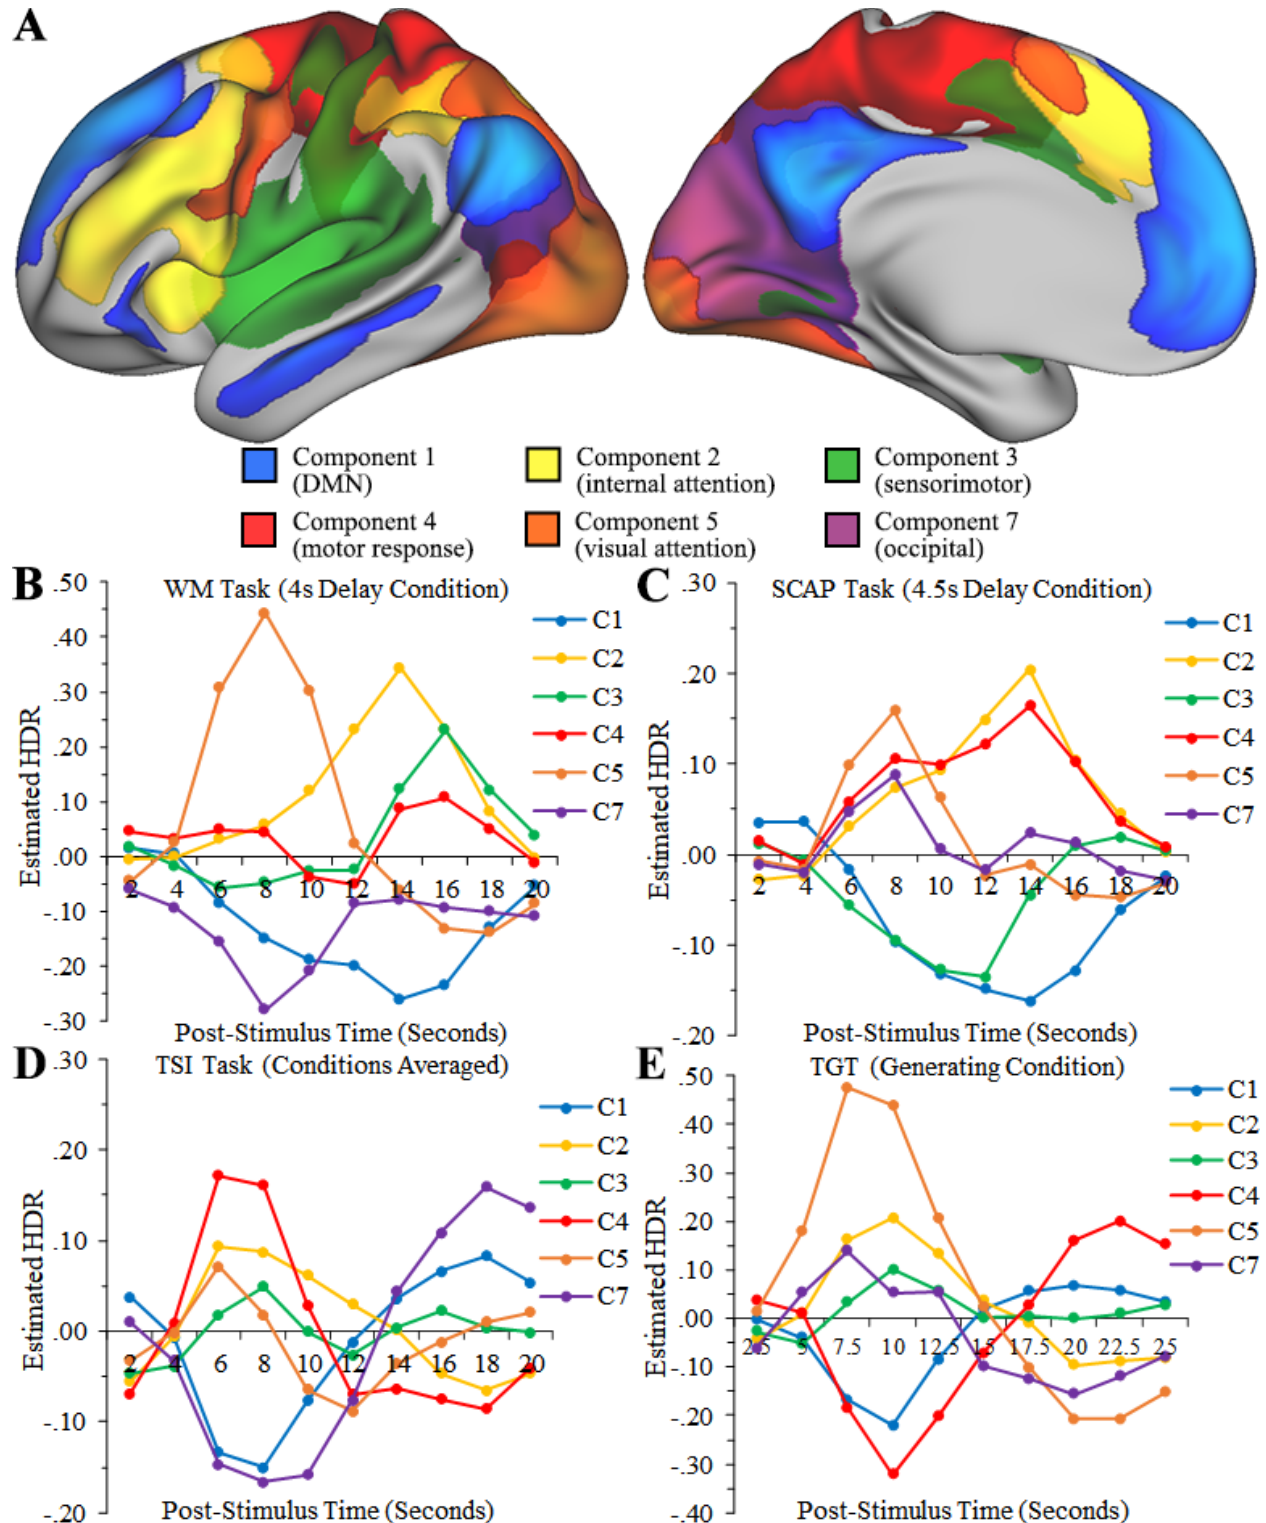 A
Component 1
(DMN)
Component 2
(internal attention)
Component 3
(sensorimotor)
Component 4
(motor response)
Component 5
(visual attention)
Component 7
(occipital)
B
WM Task (4s Delay Condition)
Estimated HDR
.50
.40
.30
.20
.10
.00
-.10
-.20
-.30
2 4 6 8 10 12 14 16 18 20
Post-Stimulus Time (Seconds)
C1
C2
C3
C4
C5
C7
C
SCAP Task (4.5s Delay Condition)
Estimated HDR
.30
.20
.10
.00
-.10
-.20
2 4 6 8 10 12 14 16 18 20
Post-Stimulus Time (Seconds)
C1
C2
C3
C4
C5
C7
D
TSI Task (Conditions Averaged)
Estimated HDR
.30
.20
.10
.00
-.10
-.20
2 4 6 8 10 12 14 16 18 20
Post-Stimulus Time (Seconds)
C1
C2
C3
C4
C5
C7
E
TGT (Generating Condition)
Estimated HDR
.50
.40
.30
.20
.10
.00
-.10
-.20
-.30
-.40
2.5 5 7.5 10 12.5 15 17.5 20 22.5 25
Post-Stimulus Time (Seconds)
C1
C2
C3
C4
C5
C7